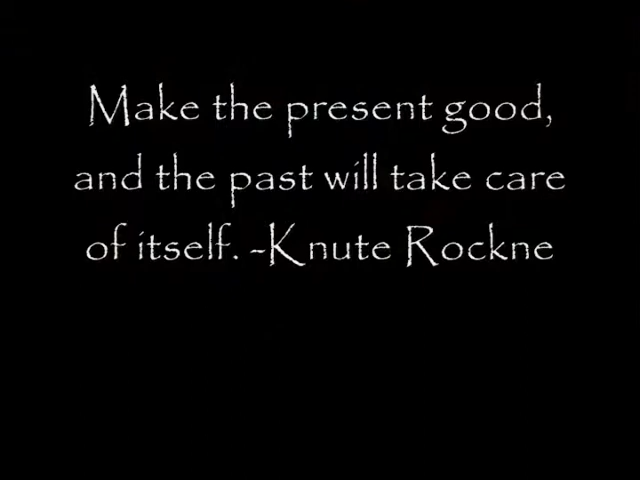 Make the present good,
and the past will take care
of itself. -Knute Rockne